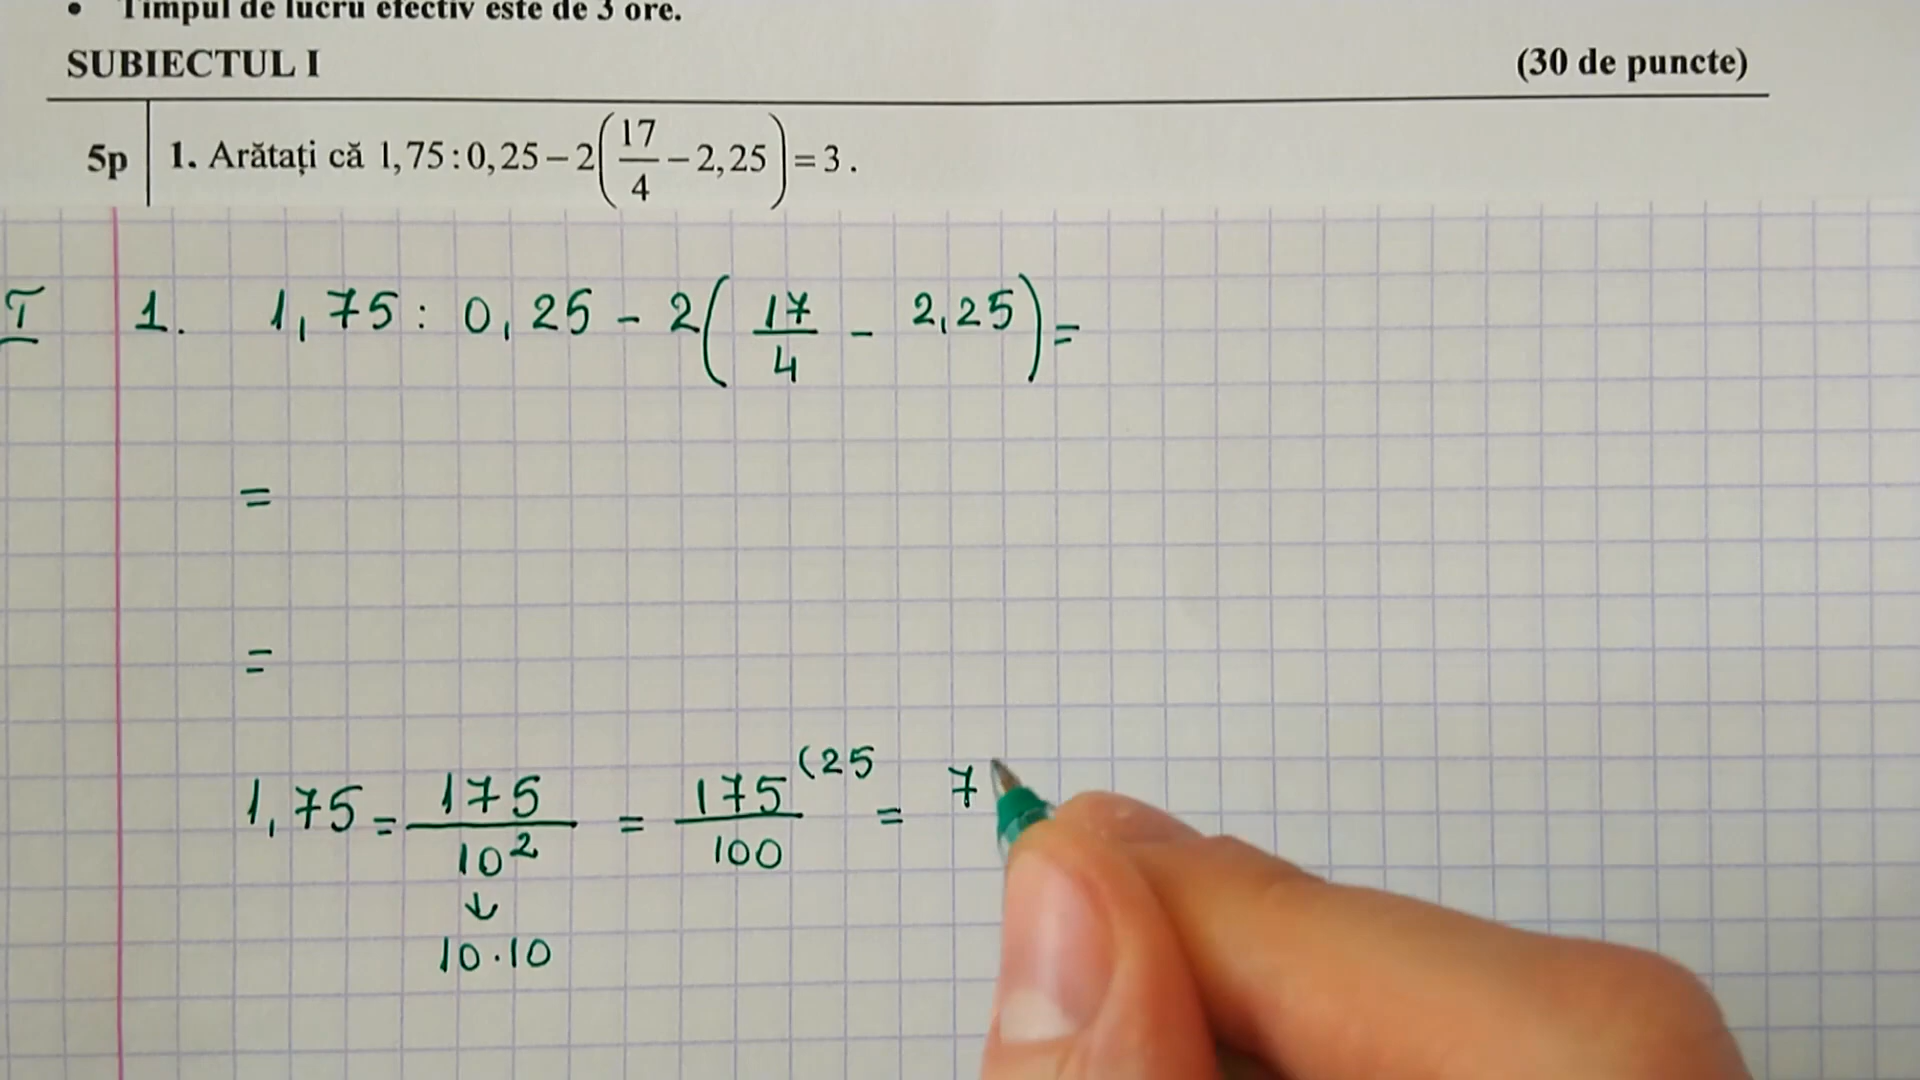 • Timpul de lucru efectiv este de 3 ore.
SUBIECTUL I (30 de puncte)
5p 1. Arătați că 1,75:0,25−2(17/4−2,25)=3.
I 1. 1,75 : 0,25 - 2(17/4 - 2,25) =
=
=
1,75 = 175/10² = 175/100 (25 = 7
↓
10·10